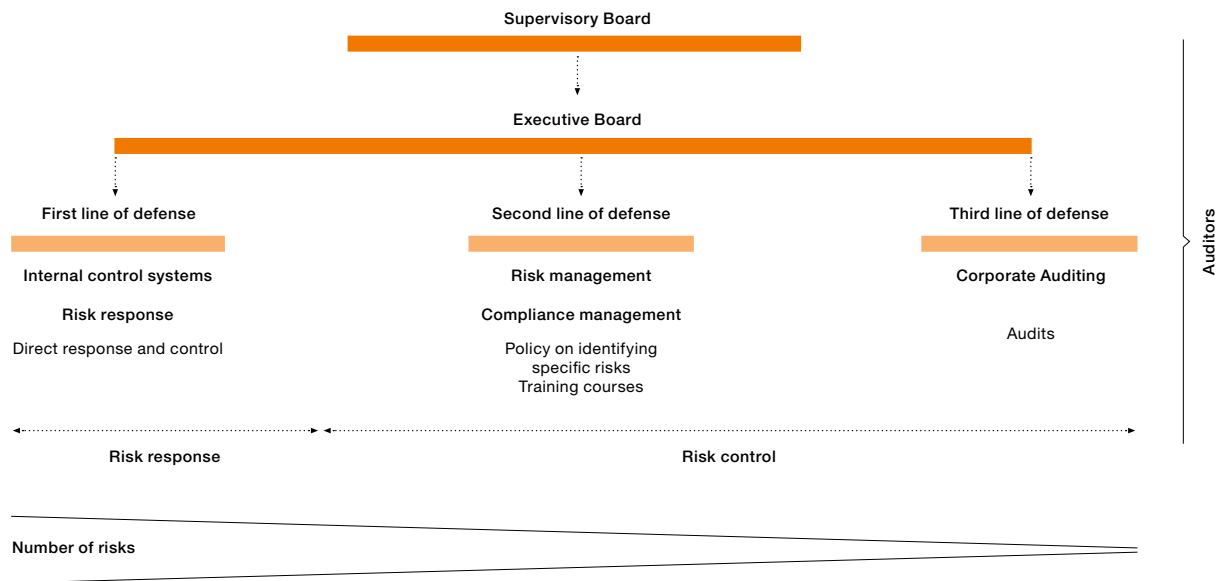 Supervisory Board
Executive Board
First line of defense
Second line of defense
Third line of defense
Internal control systems
Risk management
Corporate Auditing
Risk response
Compliance management
Direct response and control
Policy on identifying
specific risks
Training courses
Audits
Risk response
Risk control
Number of risks
Auditors